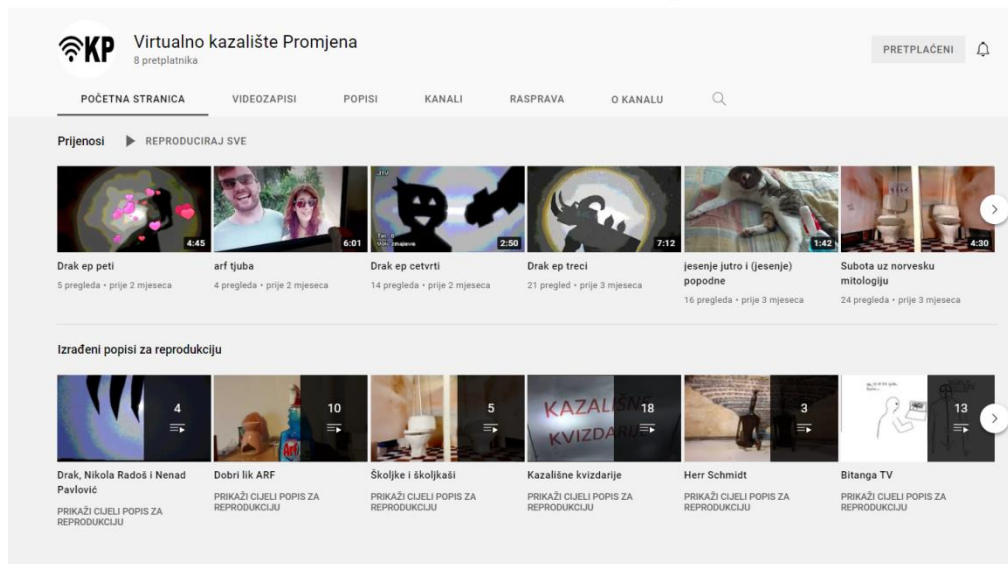 KP
Virtualno kazalište Promjena
8 pretplatnika
PRETPLAĆENI
POČETNA STRANICA VIDEOZAPISI POPISI KANALI RASPRAVA O KANALU
Prijenosi REPRODUCIRAJ SVE
4:45 6:01 2:50 7:12 1:42 4:30
Drak ep peti arf tjuba Drak ep cetvrti Drak ep treci jesenje jutro i (jesenje) Subota uz norvesku
popodne mitologiju
5 pregleda • prije 2 mjeseca 4 pregleda • prije 2 mjeseca 14 pregleda • prije 2 mjeseca 21 pregled • prije 3 mjeseca
16 pregleda • prije 3 mjeseca 24 pregleda • prije 3 mjeseca
Izrađeni popisi za reprodukciju
4 10 5 18 3 13
Arf
KAZALIŠNE
KVIZDARIJE
Drak, Nikola Radoš i Nenad Dobri lik ARF Školjke i školjkaši Kazališne kvizdarije Herr Schmidt Bitanga TV
Pavlović
PRIKAŽI CIJELI POPIS ZA PRIKAŽI CIJELI POPIS ZA PRIKAŽI CIJELI POPIS ZA PRIKAŽI CIJELI POPIS ZA PRIKAŽI CIJELI POPIS ZA PRIKAŽI CIJELI POPIS ZA
REPRODUKCIJU REPRODUKCIJU REPRODUKCIJU REPRODUKCIJU REPRODUKCIJU REPRODUKCIJU